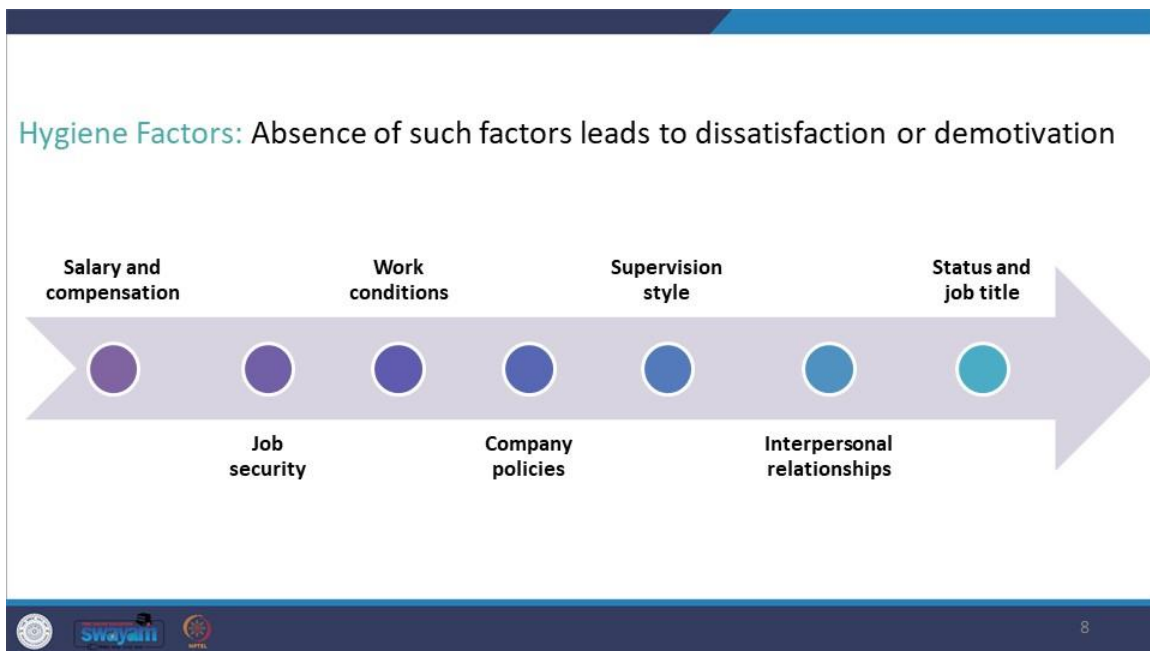 Hygiene Factors: Absence of such factors leads to dissatisfaction or demotivation
Salary and
compensation
Job
security
Work
conditions
Company
policies
Supervision
style
Interpersonal
relationships
Status and
job title
swayam
NPTEL
8